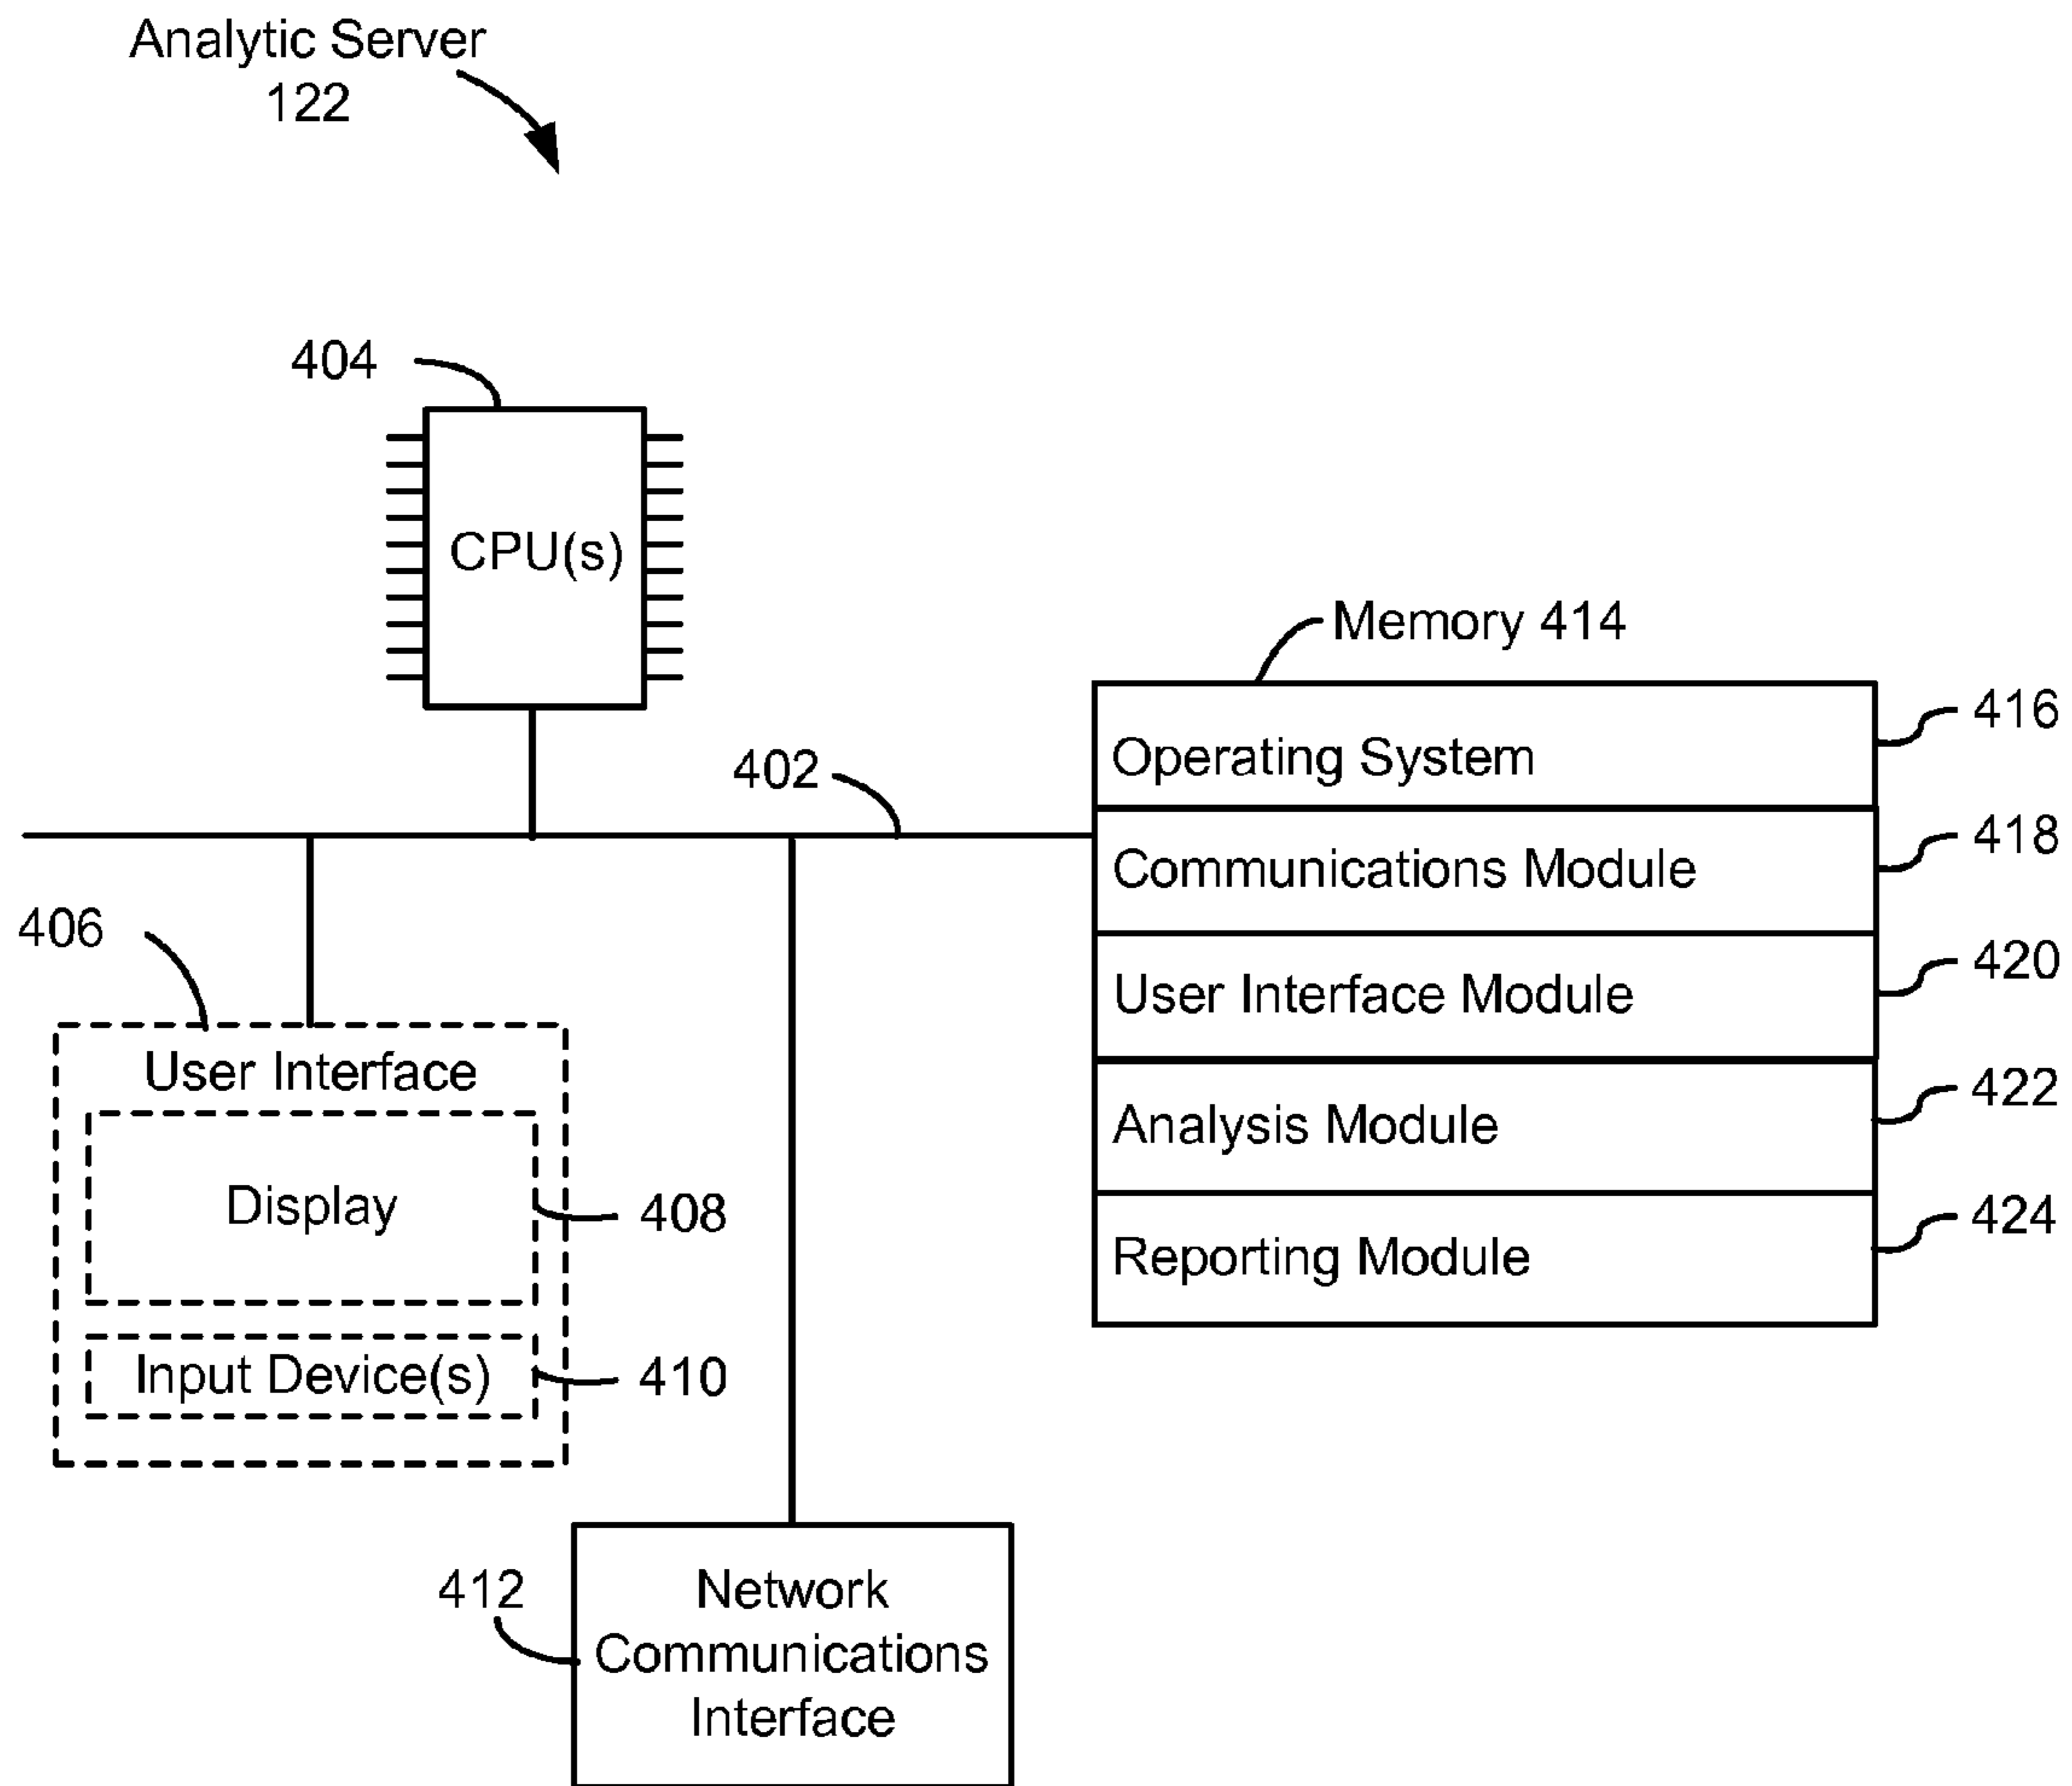 Analytic Server
122
404
CPU(s)
Memory 414
416
Operating System
402
418
Communications Module
406
420
User Interface Module
User Interface
422
Analysis Module
Display
408
424
Reporting Module
Input Device(s)
410
412
Network
Communications
Interface